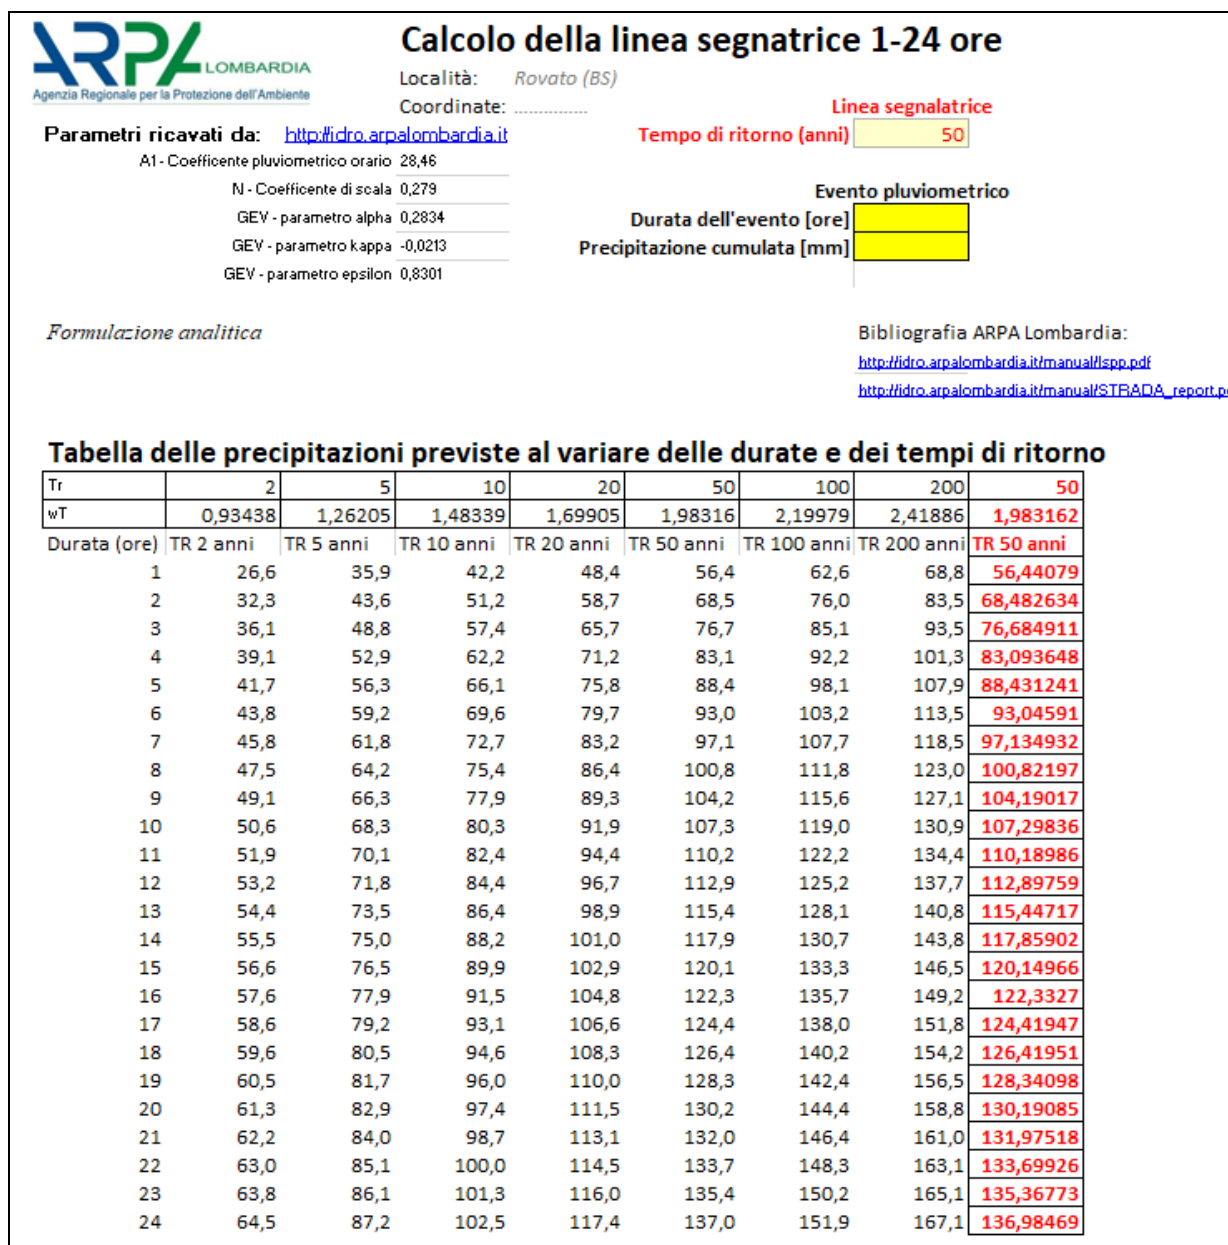 ARPA LOMBARDIA
Agenzia Regionale per la Protezione dell'Ambiente
Calcolo della linea segnatrice 1-24 ore
Località: Rovato (BS)
Coordinate: ...............
Linea segnalatrice
Parametri ricavati da: http://idro.arpalombardia.it
Tempo di ritorno (anni) 50
A1 - Coefficente pluviometrico orario 28,46
N - Coefficente di scala 0,279
Evento pluviometrico
GEV - parametro alpha 0,2834
Durata dell'evento [ore]
GEV - parametro kappa -0,0213
Precipitazione cumulata [mm]
GEV - parametro epsilon 0,8301
Formulazione analitica
Bibliografia ARPA Lombardia:
http://idro.arpalombardia.it/manual/lspp.pdf
http://idro.arpalombardia.it/manual/STRADA_report.p
Tabella delle precipitazioni previste al variare delle durate e dei tempi di ritorno
Tr 2 5 10 20 50 100 200 50
wT 0,93438 1,26205 1,48339 1,69905 1,98316 2,19979 2,41886 1,983162
Durata (ore) TR 2 anni TR 5 anni TR 10 anni TR 20 anni TR 50 anni TR 100 anni TR 200 anni TR 50 anni
1 26,6 35,9 42,2 48,4 56,4 62,6 68,8 56,44079
2 32,3 43,6 51,2 58,7 68,5 76,0 83,5 68,482634
3 36,1 48,8 57,4 65,7 76,7 85,1 93,5 76,684911
4 39,1 52,9 62,2 71,2 83,1 92,2 101,3 83,093648
5 41,7 56,3 66,1 75,8 88,4 98,1 107,9 88,431241
6 43,8 59,2 69,6 79,7 93,0 103,2 113,5 93,04591
7 45,8 61,8 72,7 83,2 97,1 107,7 118,5 97,134932
8 47,5 64,2 75,4 86,4 100,8 111,8 123,0 100,82197
9 49,1 66,3 77,9 89,3 104,2 115,6 127,1 104,19017
10 50,6 68,3 80,3 91,9 107,3 119,0 130,9 107,29836
11 51,9 70,1 82,4 94,4 110,2 122,2 134,4 110,18986
12 53,2 71,8 84,4 96,7 112,9 125,2 137,7 112,89759
13 54,4 73,5 86,4 98,9 115,4 128,1 140,8 115,44717
14 55,5 75,0 88,2 101,0 117,9 130,7 143,8 117,85902
15 56,6 76,5 89,9 102,9 120,1 133,3 146,5 120,14966
16 57,6 77,9 91,5 104,8 122,3 135,7 149,2 122,3327
17 58,6 79,2 93,1 106,6 124,4 138,0 151,8 124,41947
18 59,6 80,5 94,6 108,3 126,4 140,2 154,2 126,41951
19 60,5 81,7 96,0 110,0 128,3 142,4 156,5 128,34098
20 61,3 82,9 97,4 111,5 130,2 144,4 158,8 130,19085
21 62,2 84,0 98,7 113,1 132,0 146,4 161,0 131,97518
22 63,0 85,1 100,0 114,5 133,7 148,3 163,1 133,69926
23 63,8 86,1 101,3 116,0 135,4 150,2 165,1 135,36773
24 64,5 87,2 102,5 117,4 137,0 151,9 167,1 136,98469